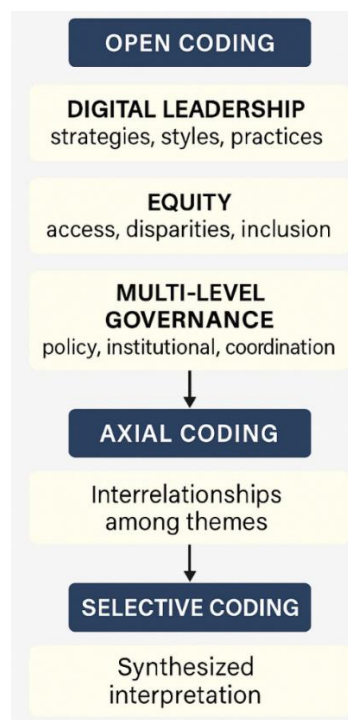 OPEN CODING
DIGITAL LEADERSHIP
strategies, styles, practices
EQUITY
access, disparities, inclusion
MULTI-LEVEL
GOVERNANCE
policy, institutional, coordination
AXIAL CODING
Interrelationships
among themes
SELECTIVE CODING
Synthesized
interpretation